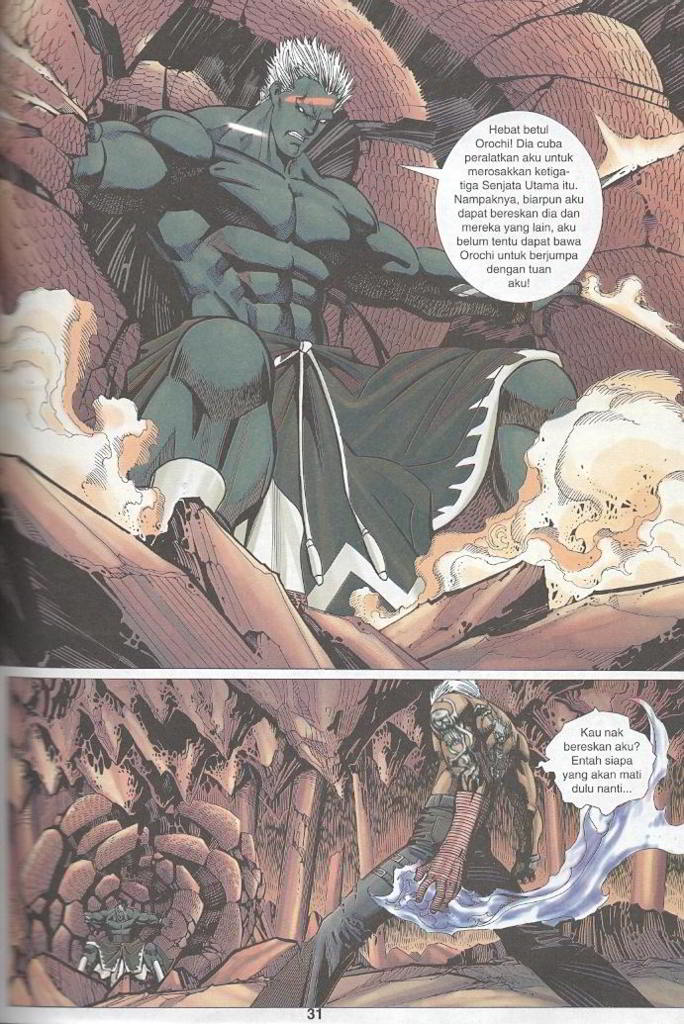 Hebat betul
Orochi! Dia cuba
peralatkan aku untuk
merosakkan ketiga-
tiga Senjata Utama itu.
Nampaknya, biarpun aku
dapat bereskan dia dan
mereka yang lain, aku
belum tentu dapat bawa
Orochi untuk berjumpa
dengan tuan
aku!
Kau nak
bereskan aku?
Entah siapa
yang akan mati
dulu nanti...
31